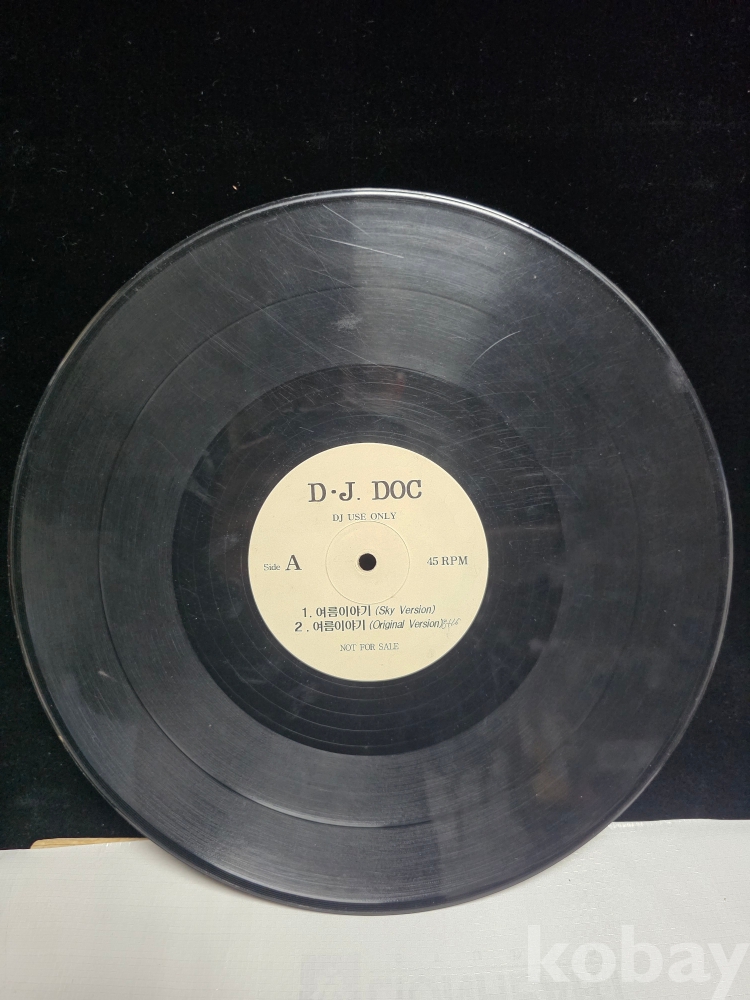 D·J. DOC
DJ USE ONLY
Side A
45 RPM
1. 여름이야기 (Sky Version)
2. 여름이야기 (Original Version)
NOT FOR SALE
kobay